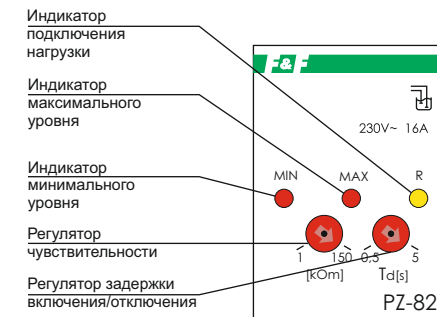 Индикатор
подключения
нагрузки
Индикатор
максимального
уровня
Индикатор
минимального
уровня
Регулятор
чувствительности
Регулятор задержки
включения/отключения
F&F
230V~ 16A
MIN MAX R
1 150 0,5 5
[kOm] Td[s]
PZ-82